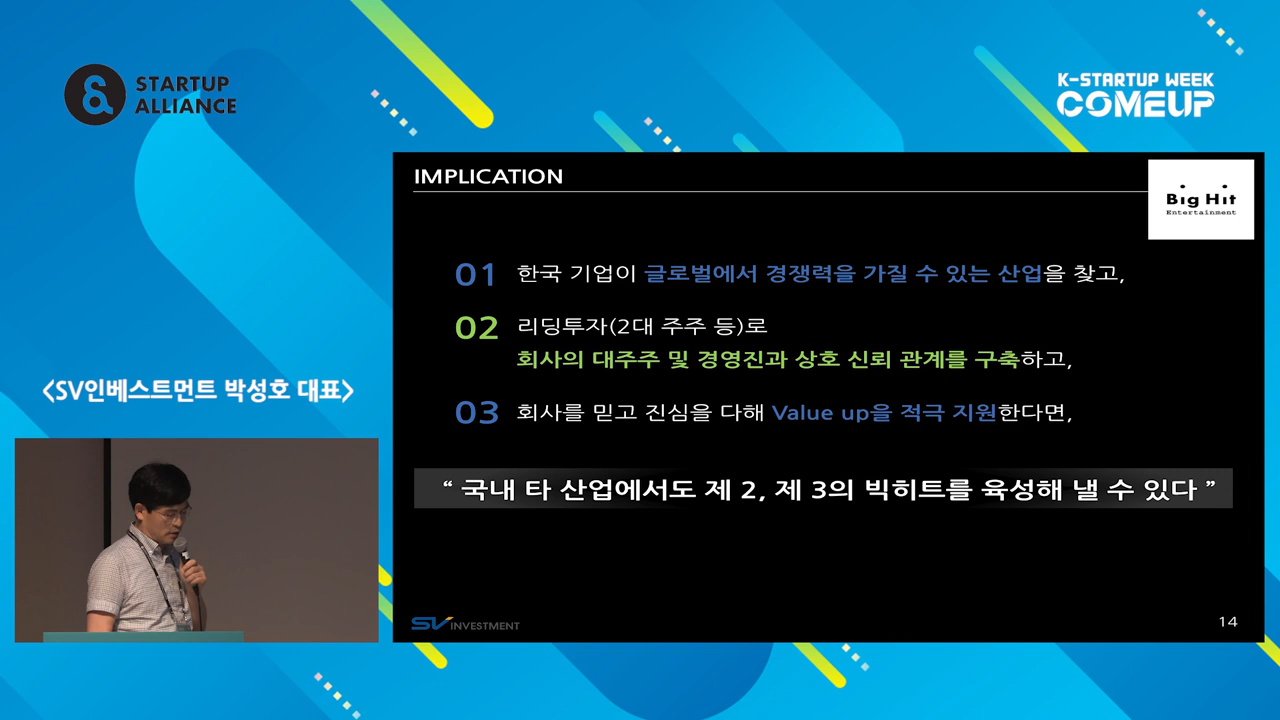 STARTUP
ALLIANCE
K-STARTUP WEEK
COMEUP
IMPLICATION
Big Hit
Entertainment
01 한국 기업이 글로벌에서 경쟁력을 가질 수 있는 산업을 찾고,
02 리딩투자(2대 주주 등)로
회사의 대주주 및 경영진과 상호 신뢰 관계를 구축하고,
03 회사를 믿고 진심을 다해 Value up을 적극 지원한다면,
“ 국내 타 산업에서도 제 2, 제 3의 빅히트를 육성해 낼 수 있다 ”
<SV인베스트먼트 박성호 대표>
SV INVESTMENT
14